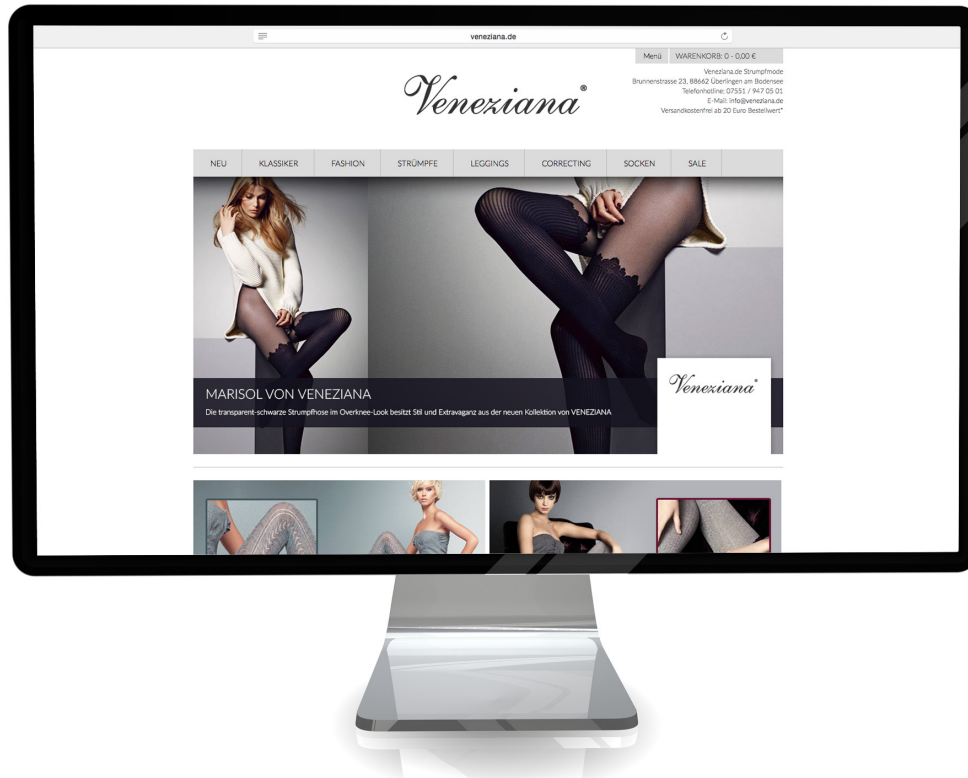 veneziana.de
Menü WARENKORB: 0 - 0,00 €
Veneziana®
Veneziana.de Strumpfmode
Brunnenstrasse 23, 88662 Überlingen am Bodensee
Telefonhotline: 07551 / 947 05 01
E-Mail: info@veneziana.de
Versandkostenfrei ab 20 Euro Bestellwert*
NEU KLASSIKER FASHION STRÜMPFE LEGGINGS CORRECTING SOCKEN SALE
Veneziana®
MARISOL VON VENEZIANA
Die transparent-schwarze Strumpfhose im Overknee-Look besitzt Stil und Extravaganz aus der neuen Kollektion von VENEZIANA